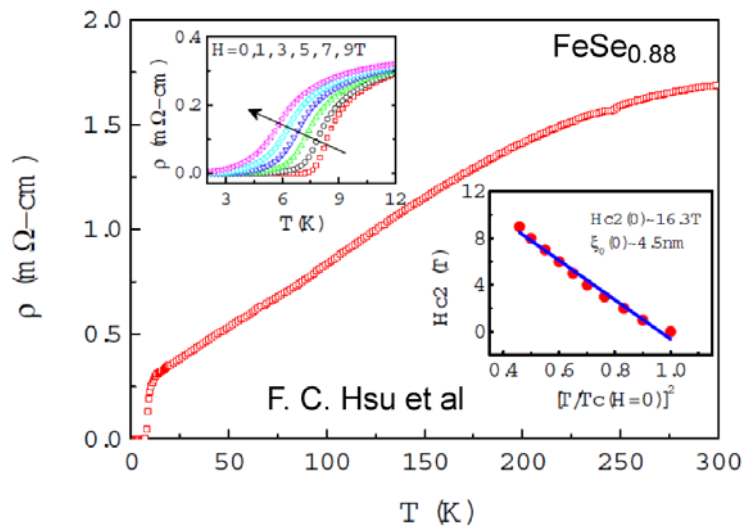 2.0
1.5
1.0
0.5
0.0
ρ (mΩ-cm)
0
50
100
150
200
250
300
T (K)
FeSe0.88
F. C. Hsu et al
H=0,1,3,5,7,9T
0.4
0.2
0.0
ρ (mΩ-cm)
3
6
9
12
T(K)
12
8
4
0
Hc2 (T)
Hc2(0)~16.3T
ξ0(0)~4.5nm
0.4
0.6
0.8
1.0
[T/Tc(H=0)]²